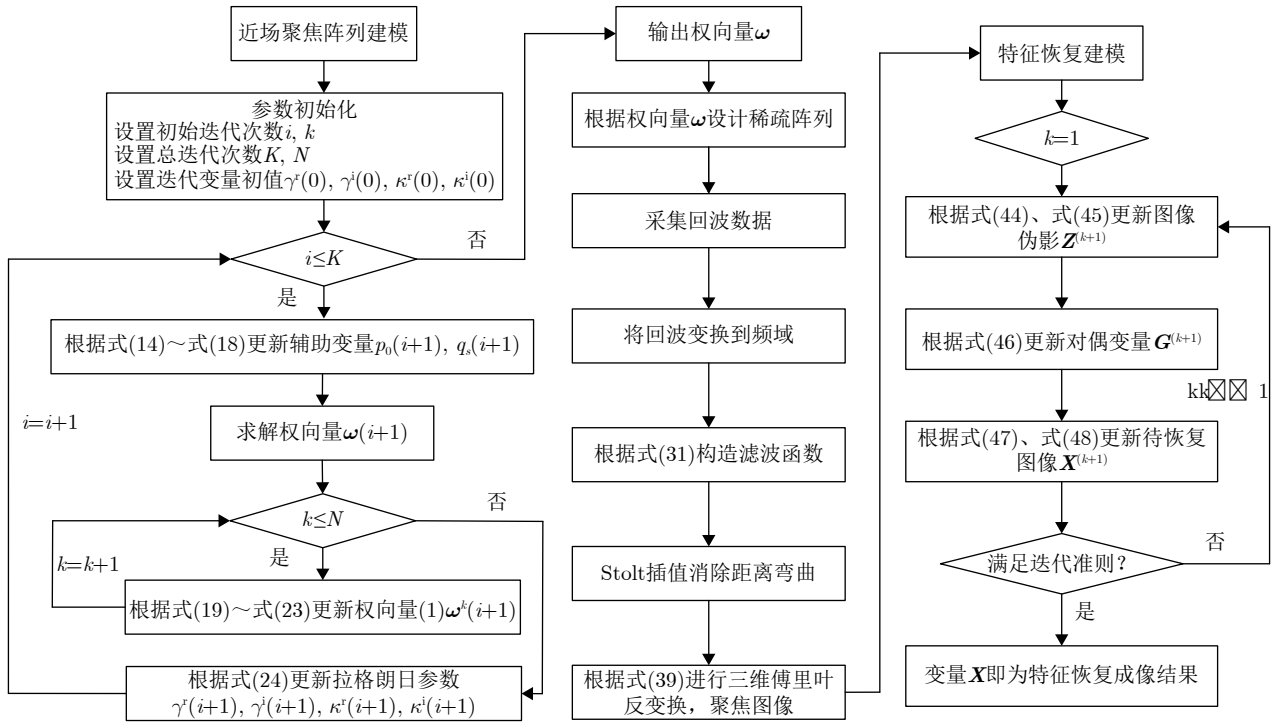 近场聚焦阵列建模
参数初始化
设置初始迭代次数i, k
设置总迭代次数K, N
设置迭代变量初值γʳ(0), γⁱ(0), κʳ(0), κⁱ(0)
i≤K
否
是
根据式(14)～式(18)更新辅助变量p₀(i+1), qₛ(i+1)
i=i+1
求解权向量ω(i+1)
k≤N
否
是
k=k+1
根据式(19)～式(23)更新权向量(1)ωᵏ(i+1)
根据式(24)更新拉格朗日参数
γʳ(i+1), γⁱ(i+1), κʳ(i+1), κⁱ(i+1)
输出权向量ω
根据权向量ω设计稀疏阵列
采集回波数据
将回波变换到频域
根据式(31)构造滤波函数
Stolt插值消除距离弯曲
根据式(39)进行三维傅里叶
反变换，聚焦图像
特征恢复建模
k=1
根据式(44)、式(45)更新图像
伪影Z⁽ᵏ⁺¹⁾
根据式(46)更新对偶变量G⁽ᵏ⁺¹⁾
kk 1
根据式(47)、式(48)更新待恢复
图像X⁽ᵏ⁺¹⁾
满足迭代准则？
否
是
变量X即为特征恢复成像结果